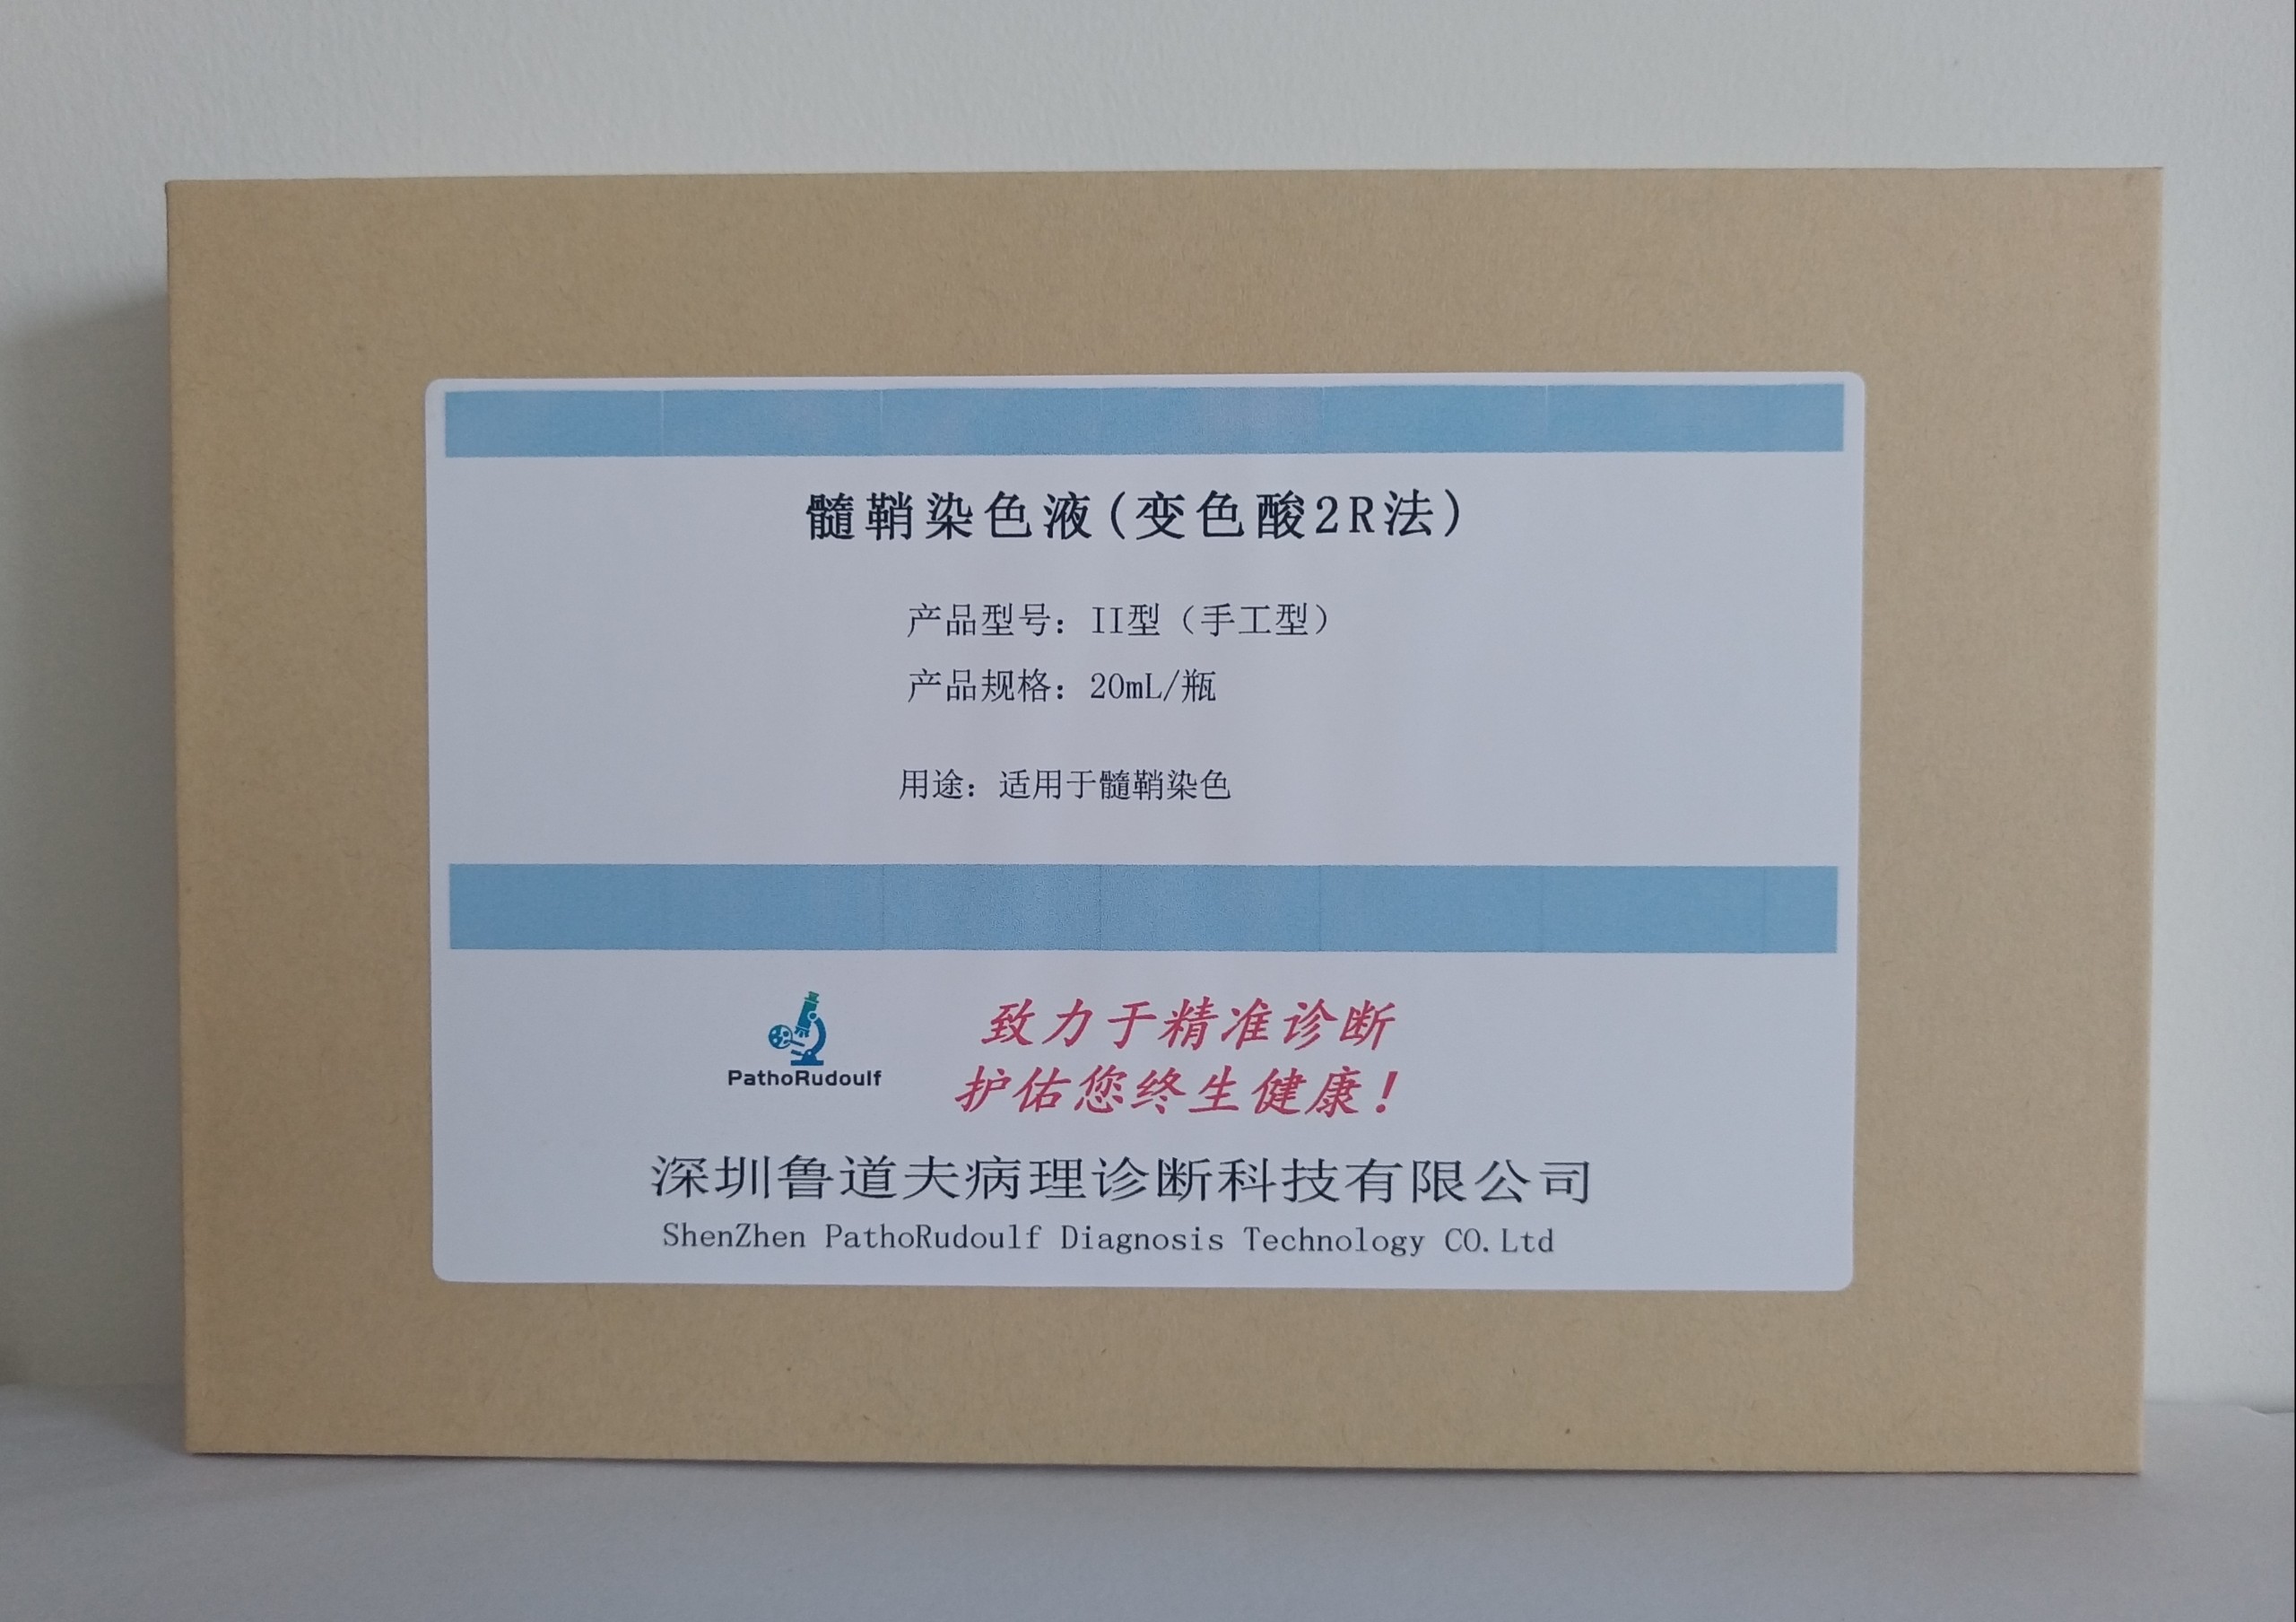 髓鞘染色液(变色酸2R法)
产品型号：II型（手工型）
产品规格：20mL/瓶
用途：适用于髓鞘染色
致力于精准诊断
护佑您终生健康！
PathoRudoulf
深圳鲁道夫病理诊断科技有限公司
ShenZhen PathoRudoulf Diagnosis Technology CO.Ltd